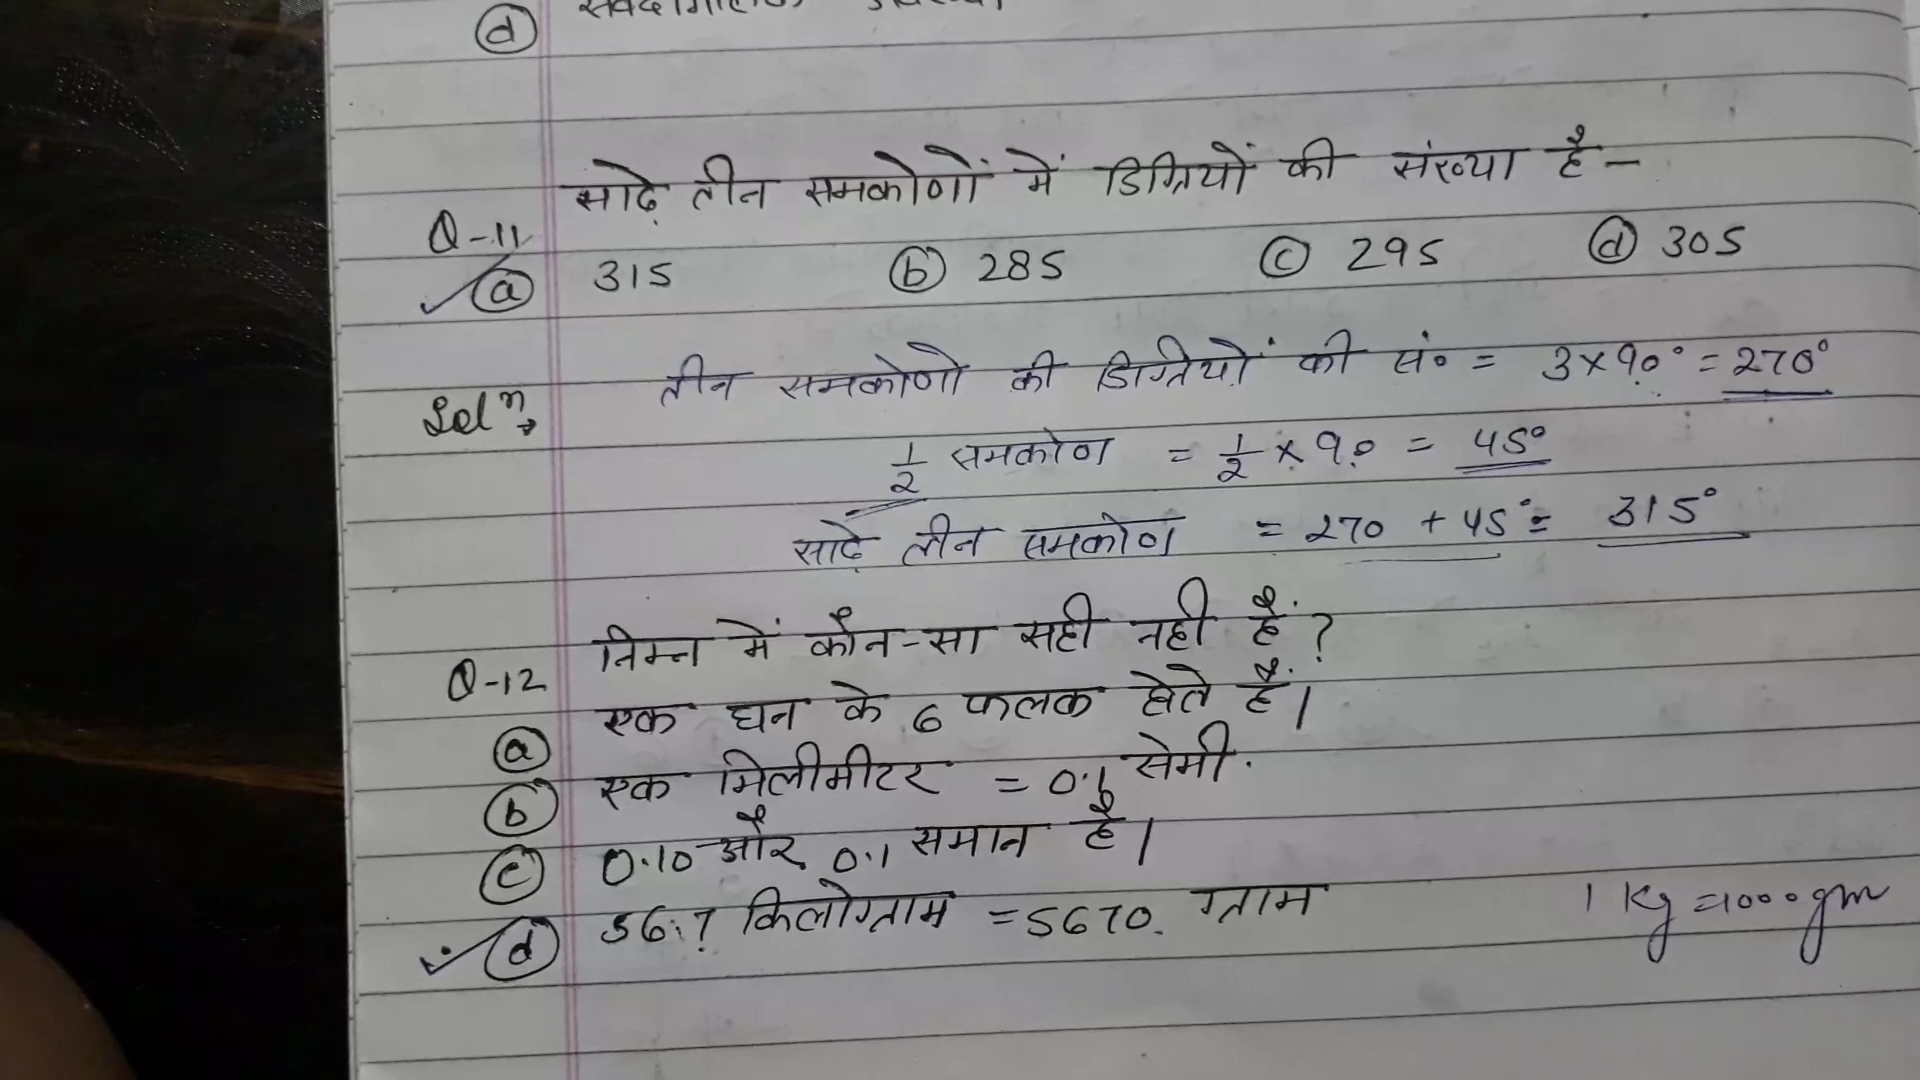 (d)
Q-11 साढ़े तीन समकोणों में डिग्रियों की संख्या है -
(a) 315 (b) 285 (c) 295 (d) 305
Solⁿ → तीन समकोणो की डिग्रियों की सं० = 3×90° = 270°
1/2 समकोण = 1/2 × 90 = 45°
साढ़े तीन समकोण = 270 + 45° = 315°
Q-12 निम्न में कौन-सा सही नही है ?
(a) एक घन के 6 फलक होते हैं।
(b) एक मिलीमीटर = 0.1 सेमी.
(c) 0.10 और 0.1 समान है।
(d) 56.7 किलोग्राम = 5670. ग्राम 1 Kg = 1000 gm